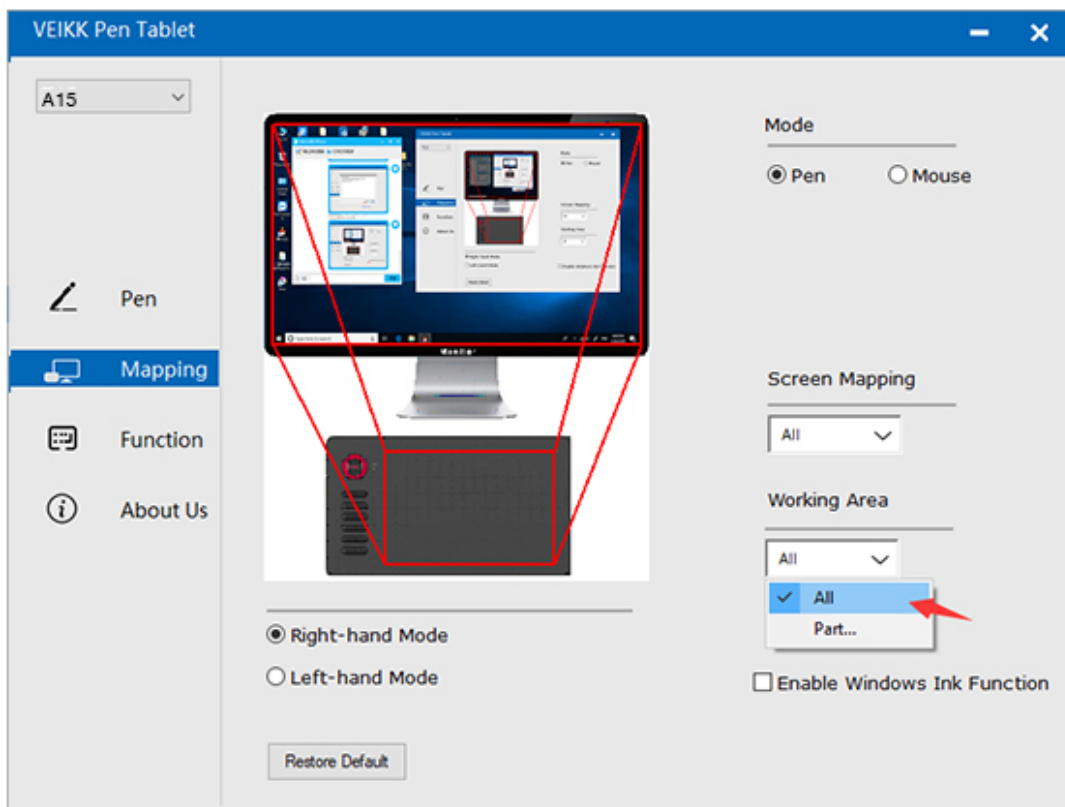 VEIKK Pen Tablet
A15
Pen
Mapping
Function
About Us
Monitor
Right-hand Mode
Left-hand Mode
Restore Default
Mode
Pen
Mouse
Screen Mapping
All
Working Area
All
All
Part...
Enable Windows Ink Function